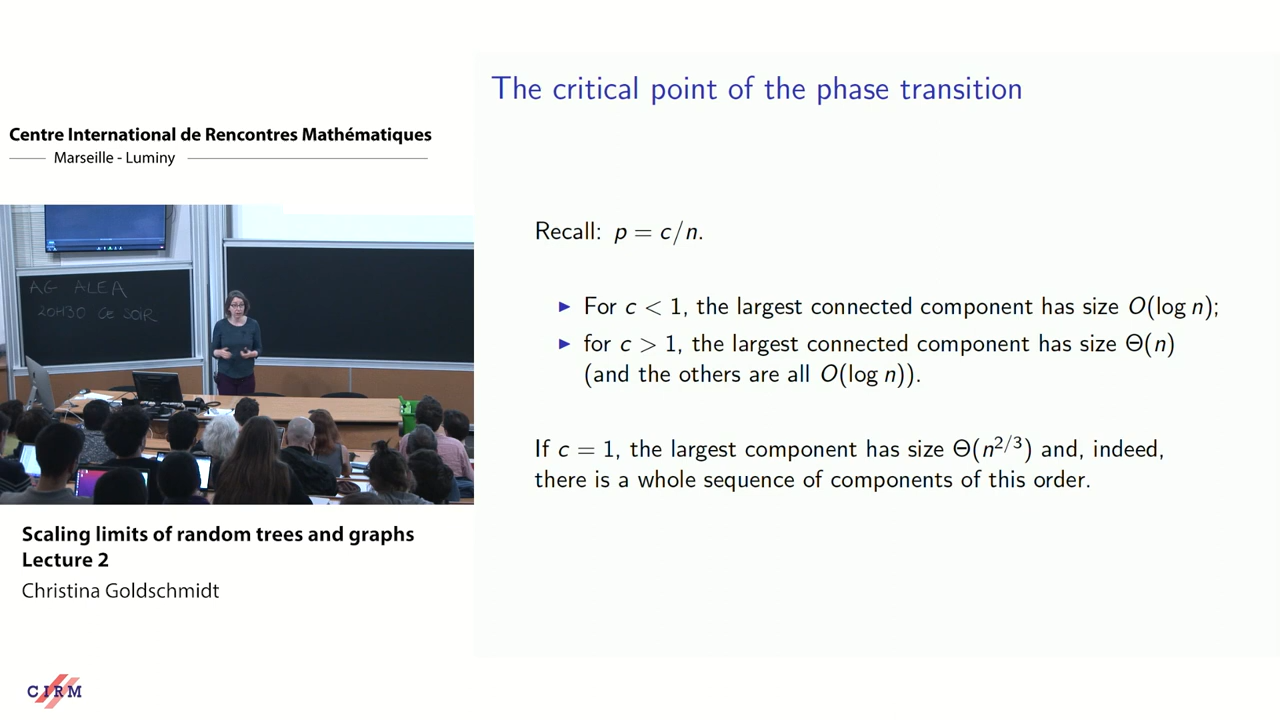 Centre International de Rencontres Mathématiques
Marseille - Luminy
AG ALEA
20H30 CE SOIR
Scaling limits of random trees and graphs
Lecture 2
Christina Goldschmidt
CIRM
The critical point of the phase transition
Recall: p = c/n.
▶ For c < 1, the largest connected component has size O(log n);
▶ for c > 1, the largest connected component has size Θ(n)
(and the others are all O(log n)).
If c = 1, the largest component has size Θ(n^{2/3}) and, indeed,
there is a whole sequence of components of this order.